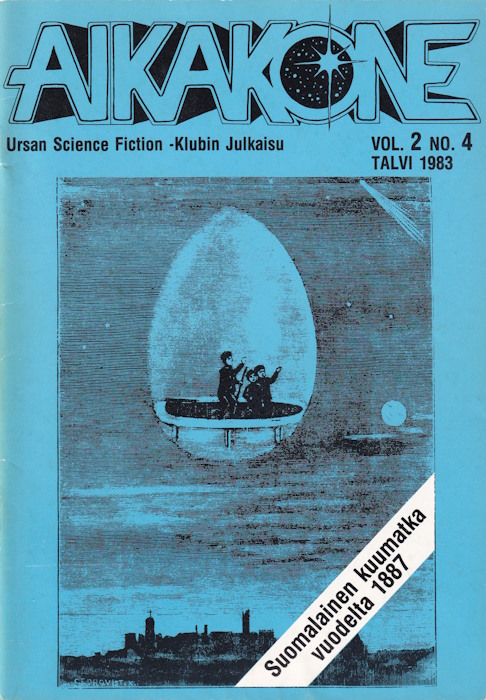 AIKAKONE
Ursan Science Fiction -Klubin Julkaisu
VOL. 2 NO. 4
TALVI 1983
Suomalainen kuumatka
vuodelta 1887